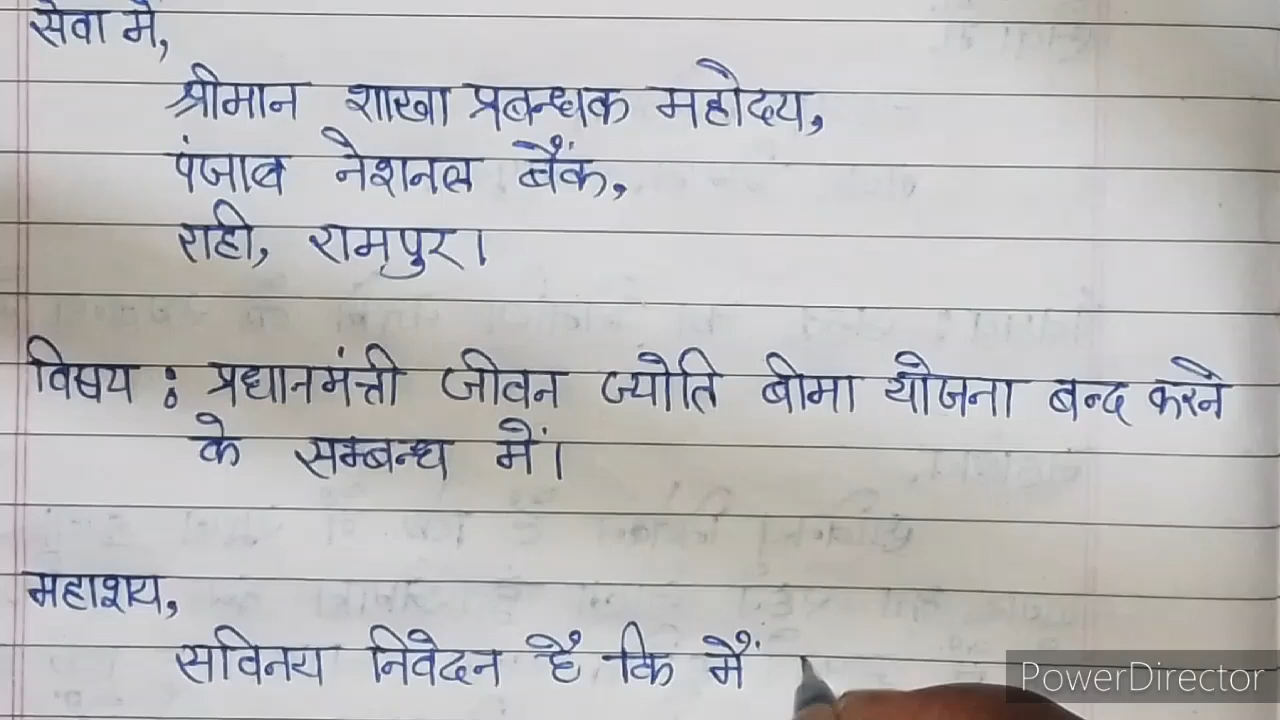 सेवा में,
श्रीमान शाखा प्रबन्धक महोदय,
पंजाब नेशनल बैंक,
राही, रामपुर।
विषय : प्रधानमंत्री जीवन ज्योति बीमा योजना बन्द करने
के सम्बन्ध में।
महाशय,
सविनय निवेदन है कि मैं
PowerDirector